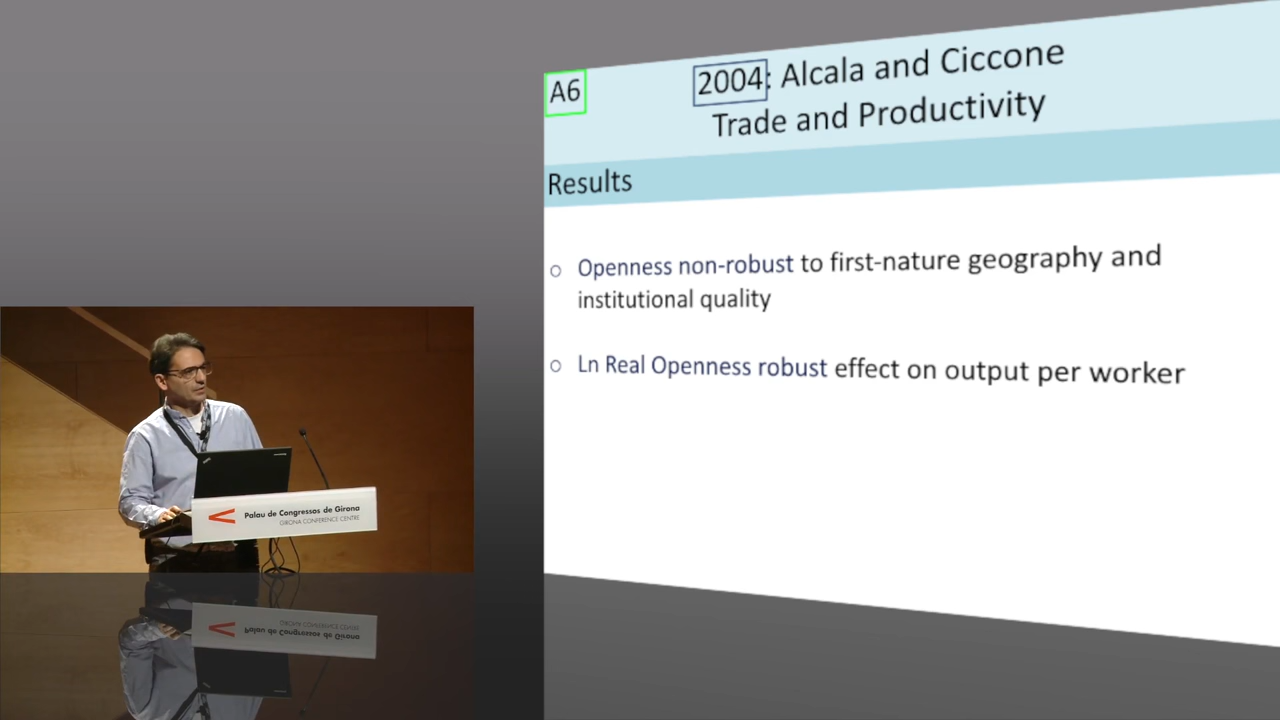 A6
2004: Alcala and Ciccone
Trade and Productivity
Results
o Openness non-robust to first-nature geography and
institutional quality
o Ln Real Openness robust effect on output per worker
Palau de Congressos de Girona
GIRONA CONFERENCE CENTRE